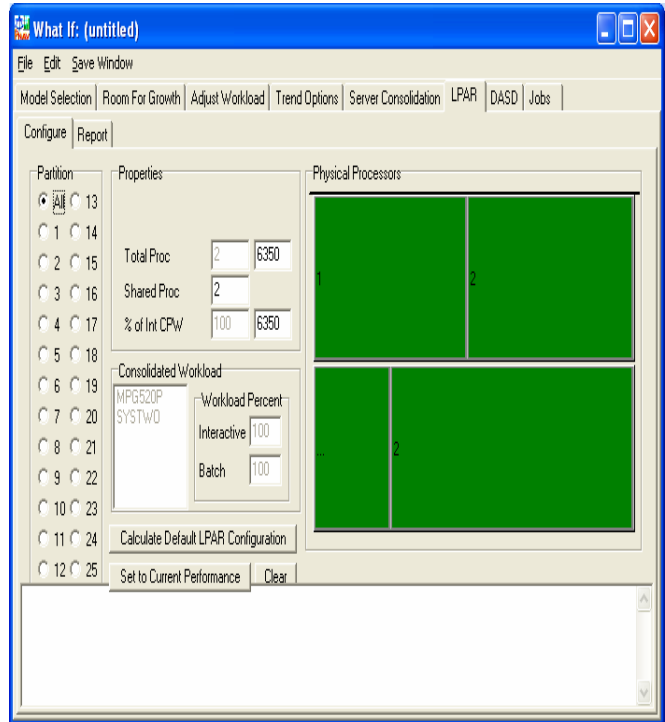 What If: (untitled)
File Edit Save Window
Model Selection Room For Growth Adjust Workload Trend Options Server Consolidation LPAR DASD Jobs
Configure Report
Partition
All 13
1 14
2 15
3 16
4 17
5 18
6 19
7 20
8 21
9 22
10 23
11 24
12 25
Properties
Total Proc 2 6350
Shared Proc 2
% of Int CPW 100 6350
Consolidated Workload
MPG520P
SYSTWO
Workload Percent
Interactive 100
Batch 100
Calculate Default LPAR Configuration
Set to Current Performance Clear
Physical Processors
1 2
... 2